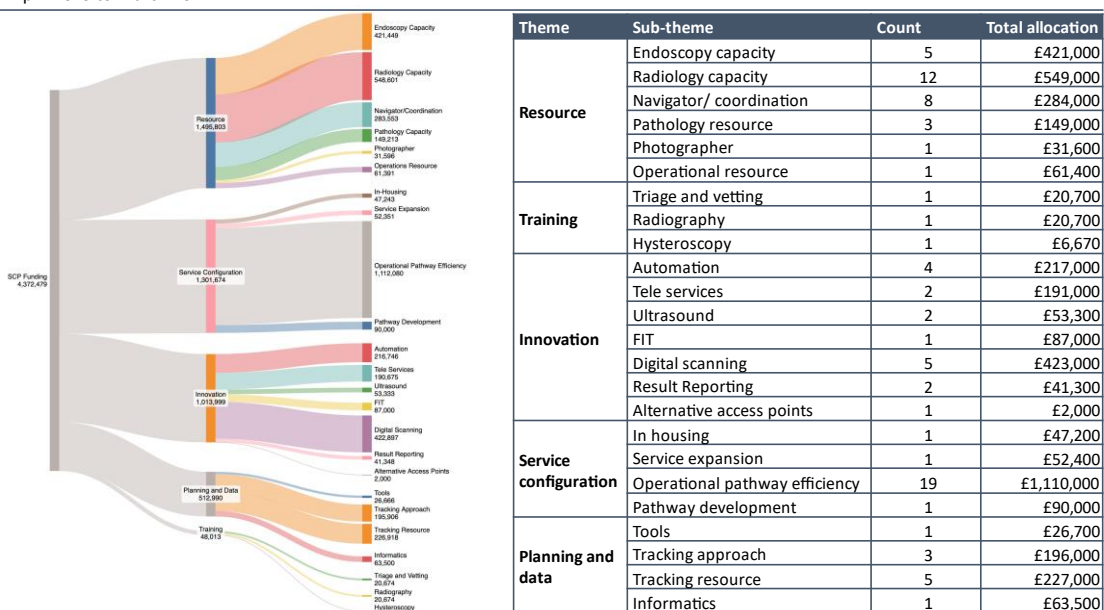 SCP Funding
4,372,479
Resource
1,495,803
Service Configuration
1,301,674
Innovation
1,013,999
Planning and Data
512,990
Training
48,013
Endoscopy Capacity
421,449
Radiology Capacity
548,601
Navigator/Coordination
283,553
Pathology Capacity
149,213
Photographer
31,596
Operations Resource
61,391
In-Housing
47,243
Service Expansion
52,351
Operational Pathway Efficiency
1,112,080
Pathway Development
90,000
Automation
216,746
Tele Services
190,675
Ultrasound
53,333
FIT
87,000
Digital Scanning
422,897
Result Reporting
41,348
Alternative Access Points
2,000
Tools
26,666
Tracking Approach
195,906
Tracking Resource
226,918
Informatics
63,500
Triage and Vetting
20,674
Radiography
20,674
Hysteroscopy
Theme Sub-theme Count Total allocation
Resource
Endoscopy capacity 5 £421,000
Radiology capacity 12 £549,000
Navigator/ coordination 8 £284,000
Pathology resource 3 £149,000
Photographer 1 £31,600
Operational resource 1 £61,400
Training
Triage and vetting 1 £20,700
Radiography 1 £20,700
Hysteroscopy 1 £6,670
Innovation
Automation 4 £217,000
Tele services 2 £191,000
Ultrasound 2 £53,300
FIT 1 £87,000
Digital scanning 5 £423,000
Result Reporting 2 £41,300
Alternative access points 1 £2,000
Service
configuration
In housing 1 £47,200
Service expansion 1 £52,400
Operational pathway efficiency 19 £1,110,000
Pathway development 1 £90,000
Planning and
data
Tools 1 £26,700
Tracking approach 3 £196,000
Tracking resource 5 £227,000
Informatics 1 £63,500